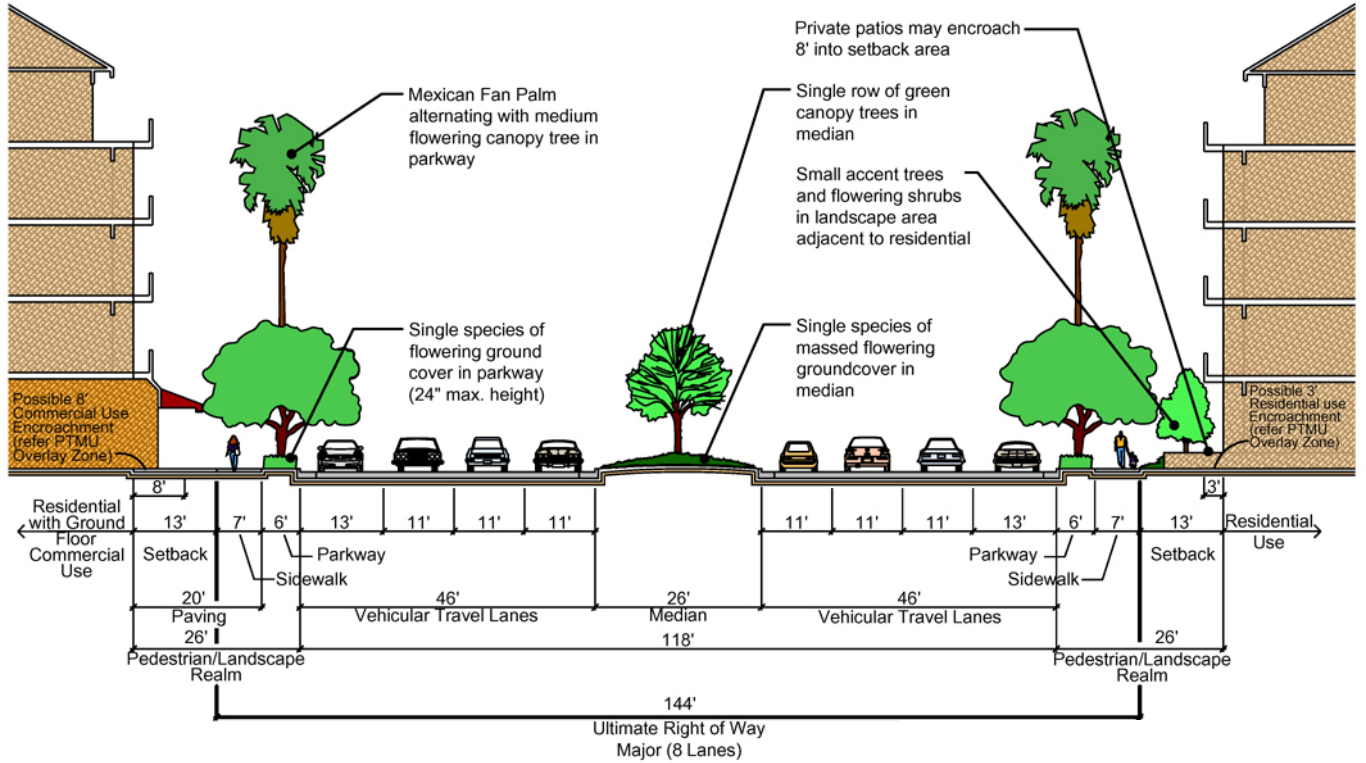 Private patios may encroach
8' into setback area
Mexican Fan Palm
alternating with medium
flowering canopy tree in
parkway
Single row of green
canopy trees in
median
Small accent trees
and flowering shrubs
in landscape area
adjacent to residential
Single species of
flowering ground
cover in parkway
(24" max. height)
Single species of
massed flowering
groundcover in
median
Possible 8'
Commercial Use
Encroachment
(refer PTMU
Overlay Zone)
Possible 3'
Residential use
Encroachment
(refer PTMU
Overlay Zone)
8'
3'
Residential
with Ground
Floor
Commercial
Use
13'
7'
6'
13'
11'
11'
11'
11'
11'
11'
13'
6'
7'
13'
Residential
Use
Setback
Parkway
Sidewalk
Parkway
Sidewalk
Setback
20'
Paving
46'
Vehicular Travel Lanes
26'
Median
46'
Vehicular Travel Lanes
26'
Pedestrian/Landscape
Realm
118'
26'
Pedestrian/Landscape
Realm
144'
Ultimate Right of Way
Major (8 Lanes)